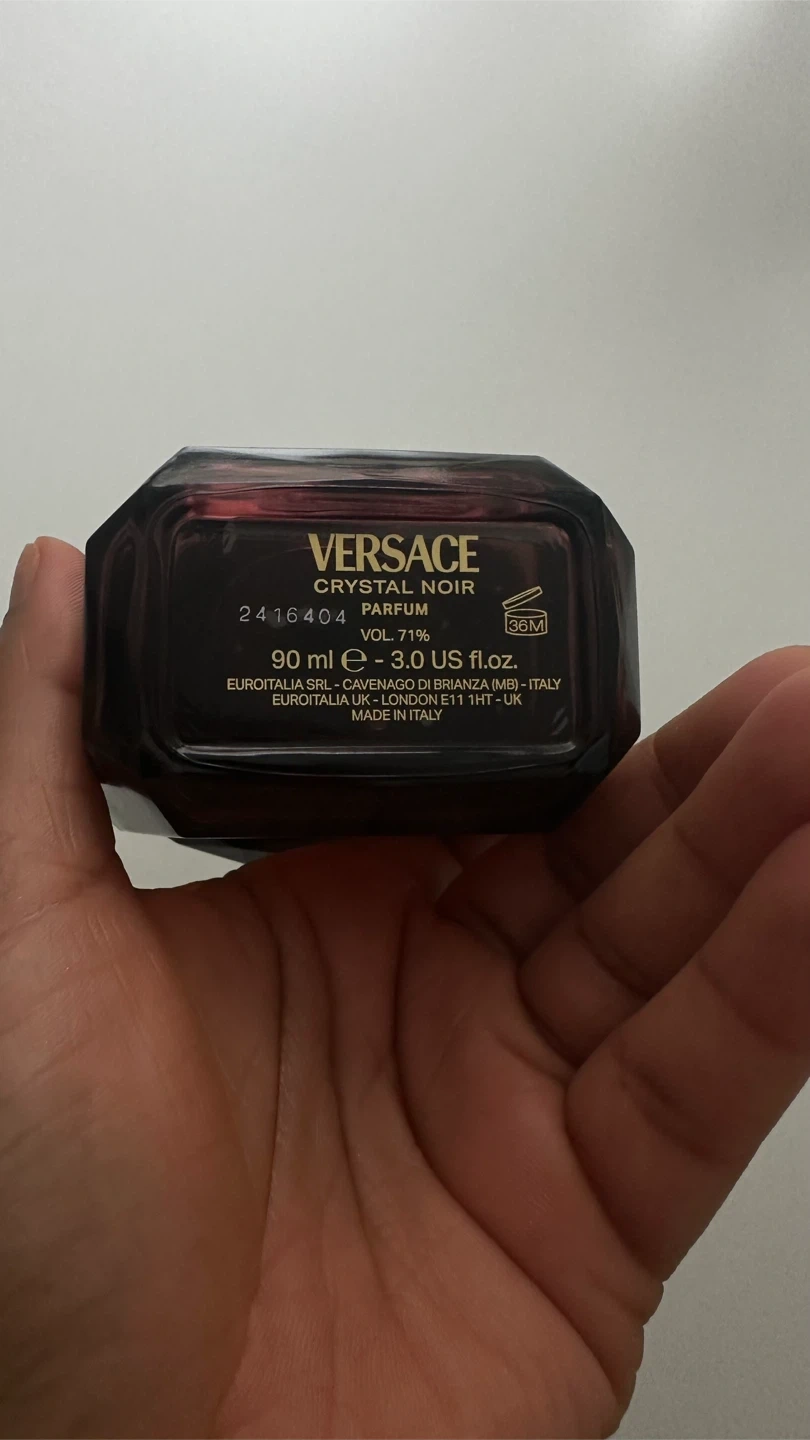 VERSACE
CRYSTAL NOIR
PARFUM
2416404
VOL. 71%
90 ml ℮ - 3.0 US fl.oz.
36M
EUROITALIA SRL - CAVENAGO DI BRIANZA (MB) - ITALY
EUROITALIA UK - LONDON E11 1HT - UK
MADE IN ITALY